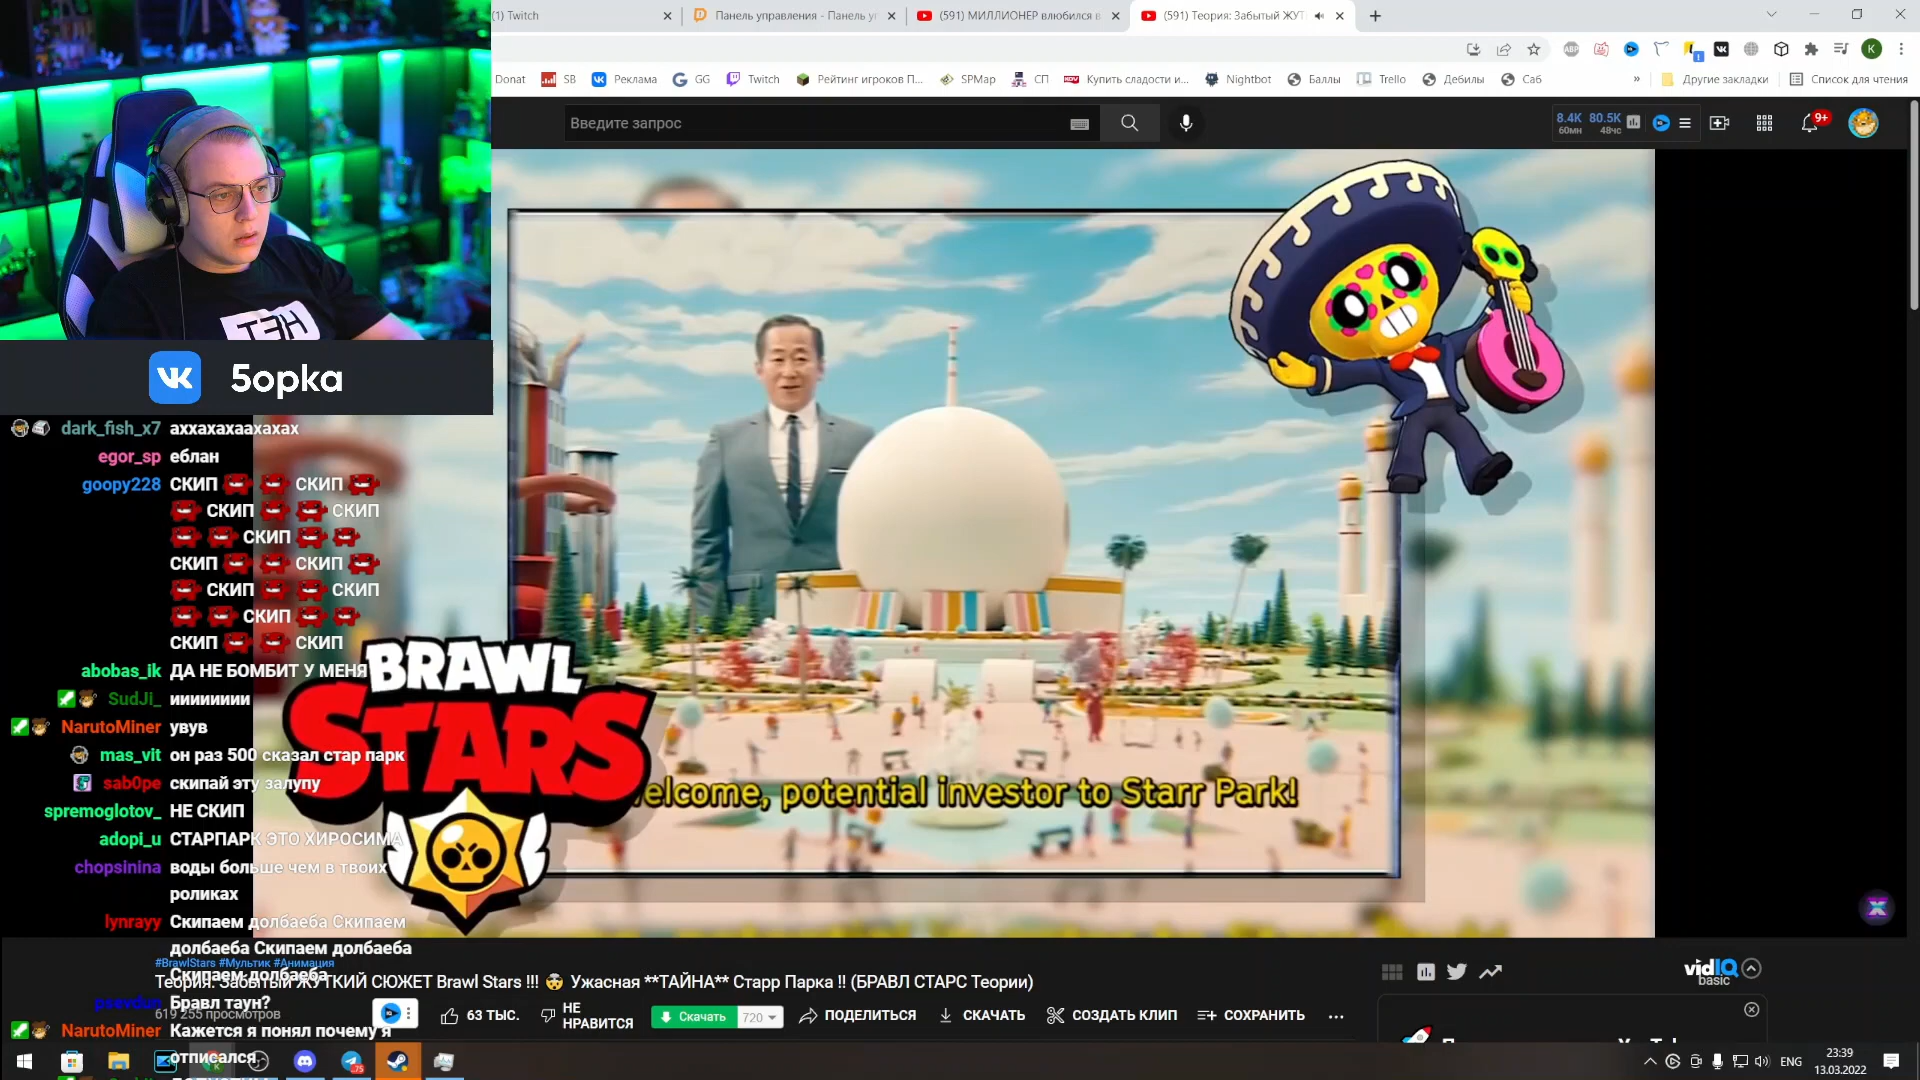 (1) Twitch
Панель управления - Панель у
(591) МИЛЛИОНЕР влюбился в
(591) Теория: Забытый ЖУТ
Donat SB Реклама GG Twitch Рейтинг игроков П... SPMap СП Купить сладости и... Nightbot Баллы Trello Дебилы Саб » Другие закладки Список для чтения
Введите запрос
8.4K 80.5K
60мн 48чс
9+
НЕТ
5opka
dark_fish_x7 аххахахаахахах
egor_sp еблан
goopy228 СКИП СКИП
СКИП СКИП
СКИП
СКИП СКИП
СКИП СКИП
СКИП
СКИП СКИП
abobas_ik ДА НЕ БОМБИТ У МЕНЯ
SudJi_ иииииии
NarutoMiner увув
mas_vit он раз 500 сказал стар парк
sab0pe скипай эту залупу
spremoglotov_ НЕ СКИП
adopi_u СТАРПАРК ЭТО ХИРОСИМА
chopsinina воды больше чем в твоих
роликах
lynrayy Скипаем долбаеба Скипаем
долбаеба Скипаем долбаеба
Скипаем долбаеба
Бравл таун?
NarutoMiner Кажется я понял почему я
отписался
BRAWL
STARS
elcome, potential investor to Starr Park!
#BrawlStars #Мультик #Анимация
Теория: Забытый ЖУТКИЙ СЮЖЕТ Brawl Stars !!! Ужасная **ТАЙНА** Старр Парка !! (БРАВЛ СТАРС Теории)
619 255 просмотров
63 ТЫС.
НЕ
НРАВИТСЯ
Скачать 720
ПОДЕЛИТЬСЯ
СКАЧАТЬ
СОЗДАТЬ КЛИП
СОХРАНИТЬ
vidIQ
basic
75
ENG
23:39
13.03.2022